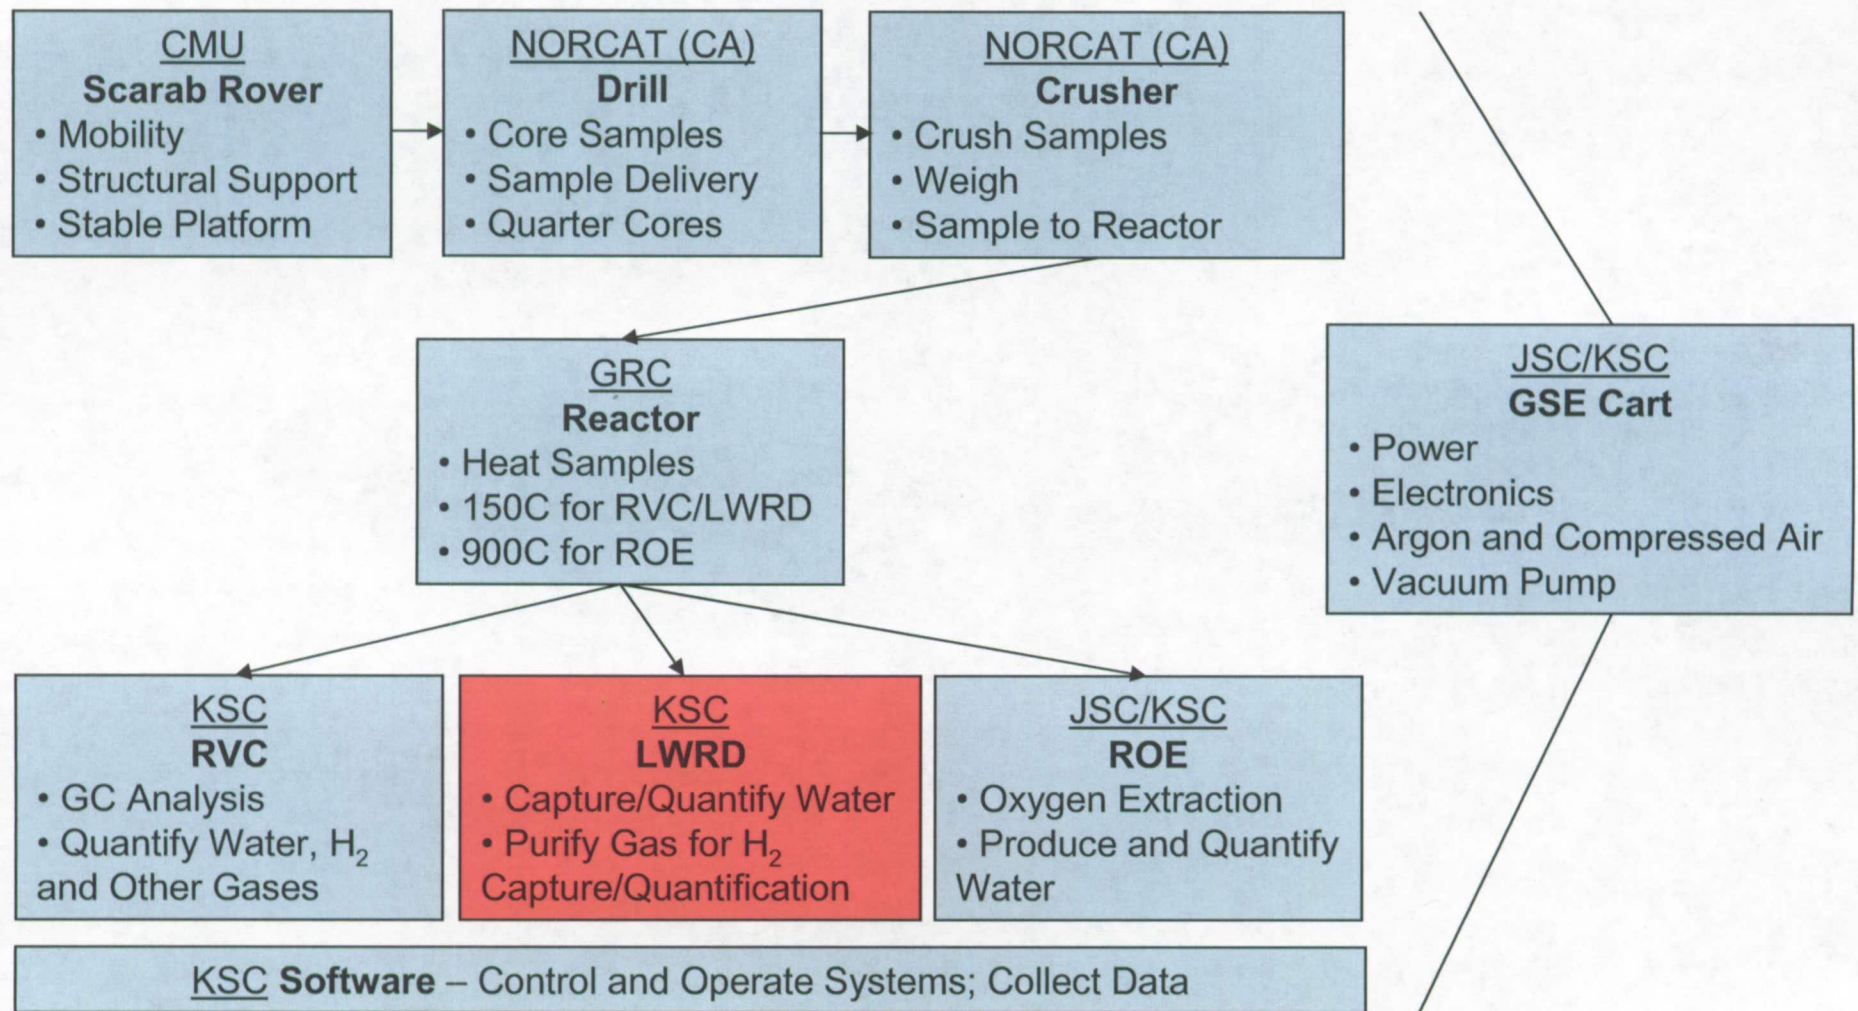 CMU
Scarab Rover
• Mobility
• Structural Support
• Stable Platform
NORCAT (CA)
Drill
• Core Samples
• Sample Delivery
• Quarter Cores
NORCAT (CA)
Crusher
• Crush Samples
• Weigh
• Sample to Reactor
GRC
Reactor
• Heat Samples
• 150C for RVC/LWRD
• 900C for ROE
JSC/KSC
GSE Cart
• Power
• Electronics
• Argon and Compressed Air
• Vacuum Pump
KSC
RVC
• GC Analysis
• Quantify Water, H₂
and Other Gases
KSC
LWRD
• Capture/Quantify Water
• Purify Gas for H₂
Capture/Quantification
JSC/KSC
ROE
• Oxygen Extraction
• Produce and Quantify
Water
KSC Software – Control and Operate Systems; Collect Data